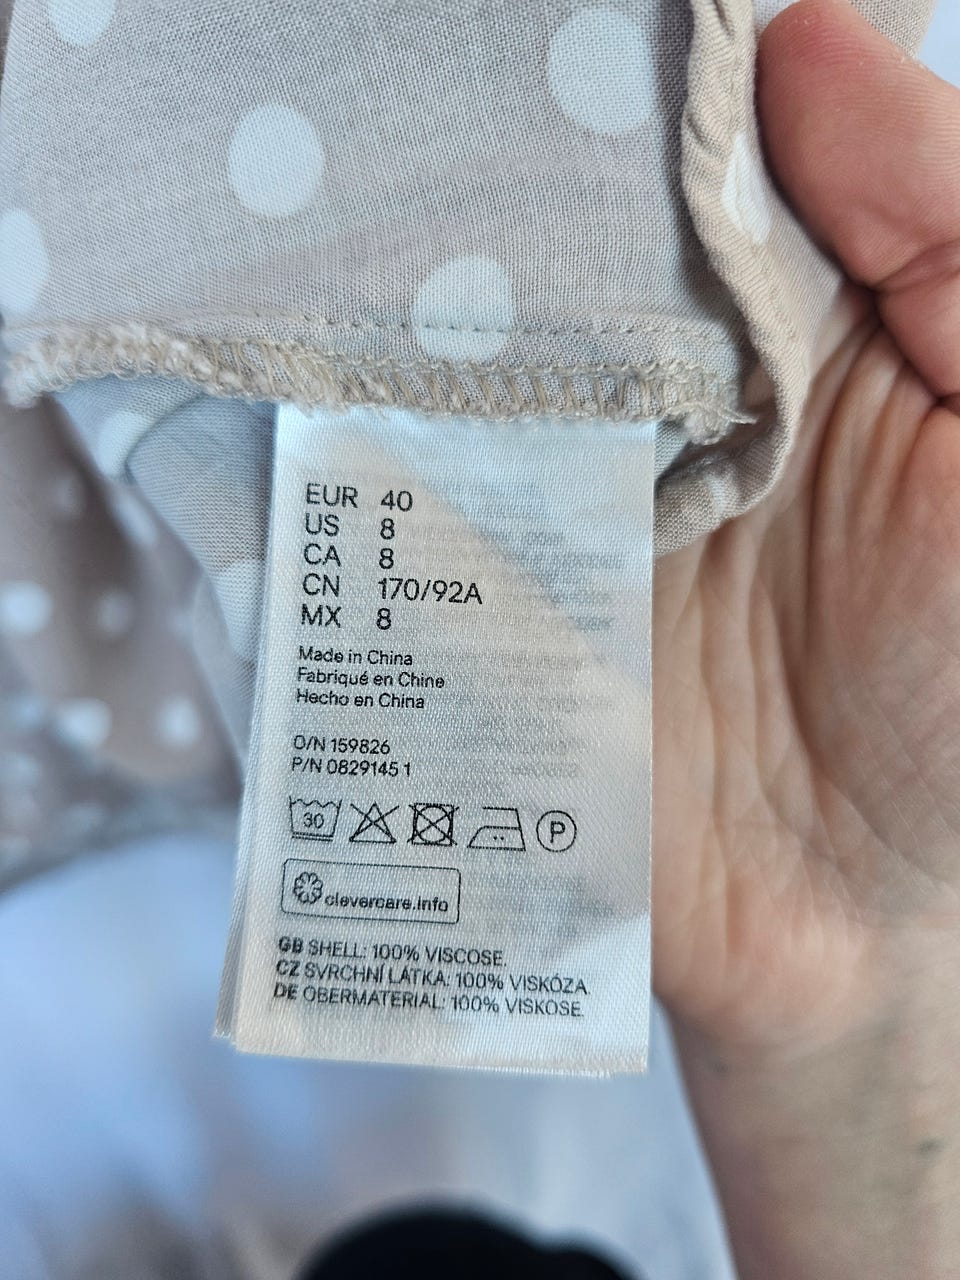 EUR 40
US 8
CA 8
CN 170/92A
MX 8
Made in China
Fabriqué en Chine
Hecho en China
O/N 159826
P/N 0829145 1
30
P
clevercare.info
GB SHELL: 100% VISCOSE.
CZ SVRCHNÍ LÁTKA: 100% VISKÓZA.
DE OBERMATERIAL: 100% VISKOSE.